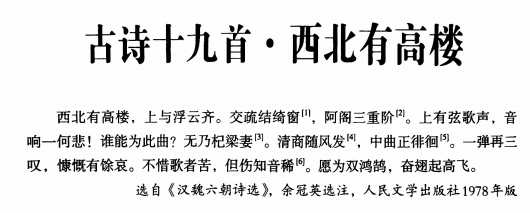 古诗十九首·西北有高楼
西北有高楼，上与浮云齐。交疏结绮窗[1]，阿阁三重阶[2]。上有弦歌声，音
响一何悲！谁能为此曲？无乃杞梁妻[3]。清商随风发[4]，中曲正徘徊[5]。一弹再三
叹，慷慨有馀哀。不惜歌者苦，但伤知音稀[6]。愿为双鸿鹄，奋翅起高飞。
选自《汉魏六朝诗选》，余冠英选注，人民文学出版社1978年版